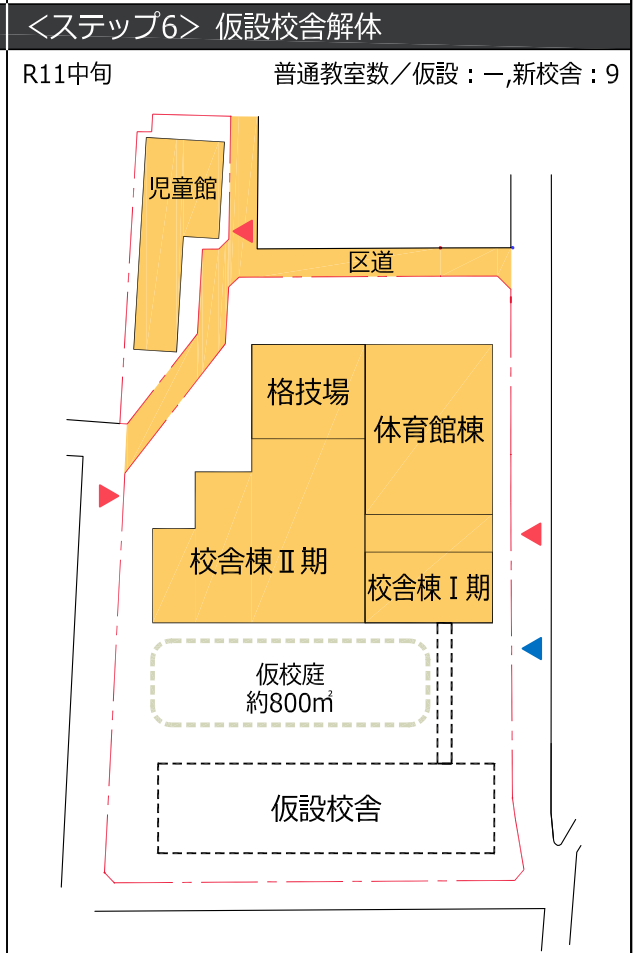 ＜ステップ6＞ 仮設校舎解体
R11中旬
普通教室数／仮設：ー,新校舎：9
児童館
区道
格技場
体育館棟
校舎棟Ⅱ期
校舎棟Ⅰ期
仮校庭
約800㎡
仮設校舎